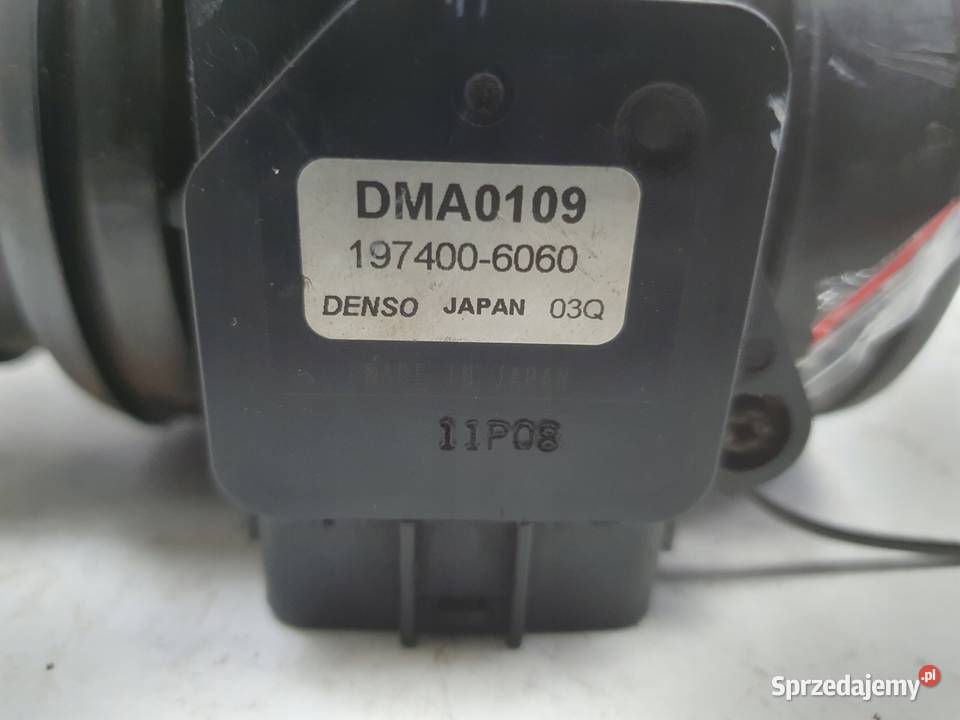 DMA0109
197400-6060
DENSO JAPAN 03Q
MADE IN JAPAN
11P08
Sprzedajemy.pl